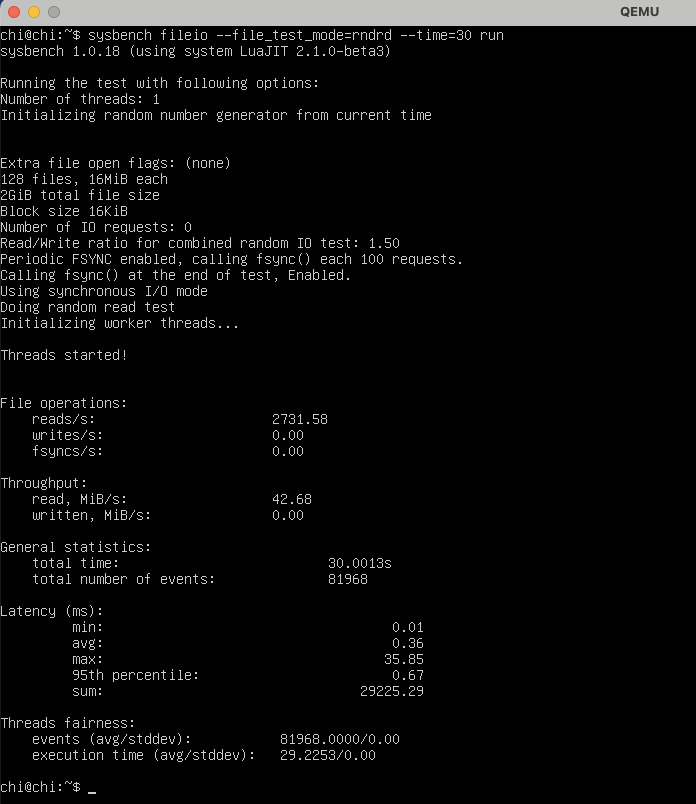 QEMU
chi@chi:~$ sysbench fileio --file_test_mode=rndrd --time=30 run
sysbench 1.0.18 (using system LuaJIT 2.1.0-beta3)
Running the test with following options:
Number of threads: 1
Initializing random number generator from current time
Extra file open flags: (none)
128 files, 16MiB each
2GiB total file size
Block size 16KiB
Number of IO requests: 0
Read/Write ratio for combined random IO test: 1.50
Periodic FSYNC enabled, calling fsync() each 100 requests.
Calling fsync() at the end of test, Enabled.
Using synchronous I/O mode
Doing random read test
Initializing worker threads...
Threads started!
File operations:
reads/s: 2731.58
writes/s: 0.00
fsyncs/s: 0.00
Throughput:
read, MiB/s: 42.68
written, MiB/s: 0.00
General statistics:
total time: 30.0013s
total number of events: 81968
Latency (ms):
min: 0.01
avg: 0.36
max: 35.85
95th percentile: 0.67
sum: 29225.29
Threads fairness:
events (avg/stddev): 81968.0000/0.00
execution time (avg/stddev): 29.2253/0.00
chi@chi:~$ _